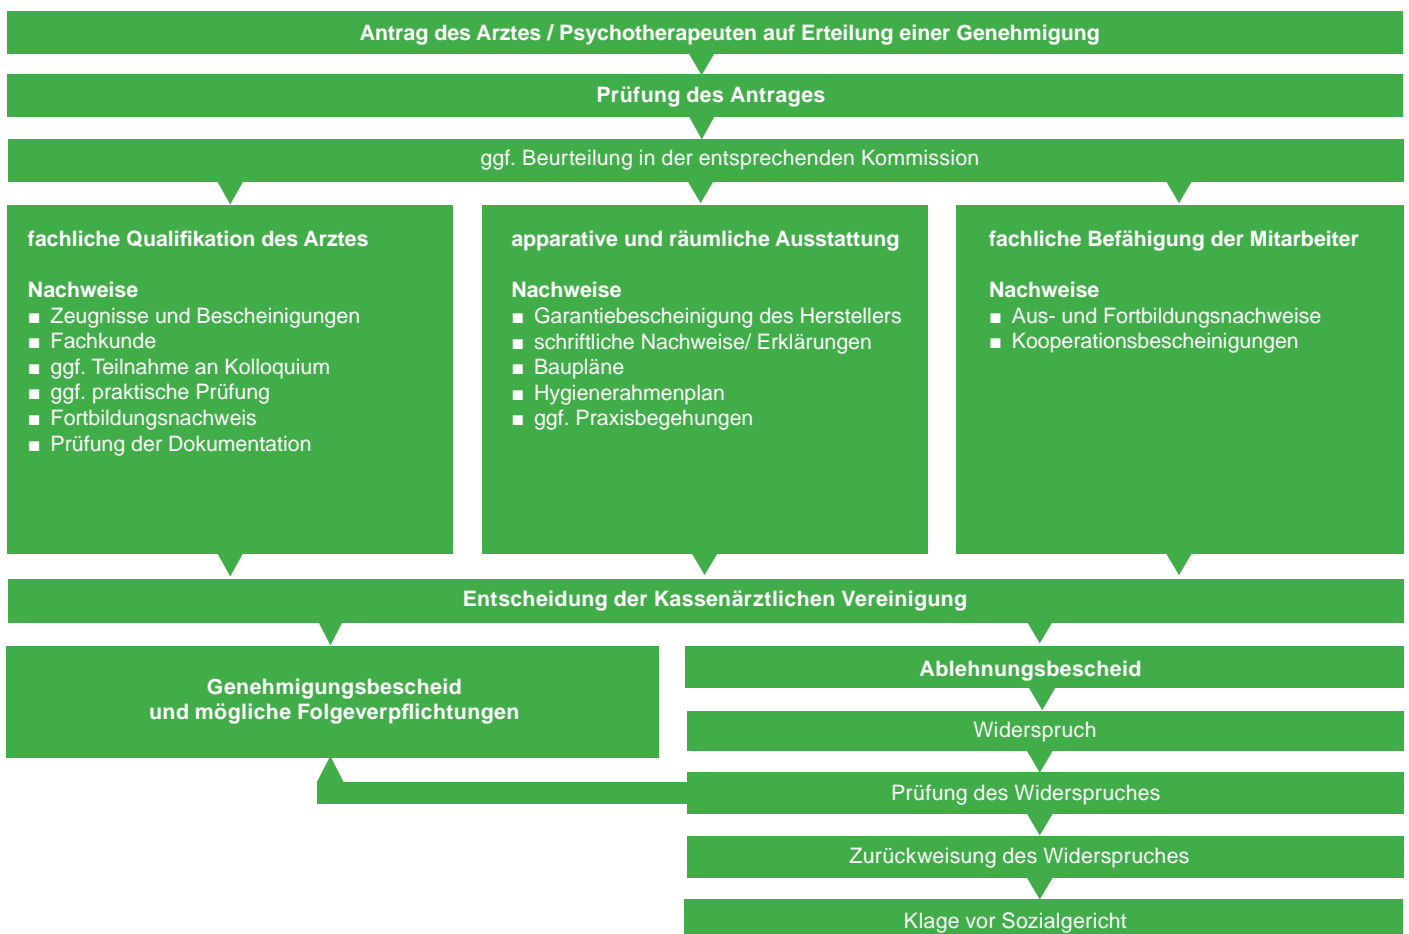 Antrag des Arztes / Psychotherapeuten auf Erteilung einer Genehmigung
Prüfung des Antrages
ggf. Beurteilung in der entsprechenden Kommission
fachliche Qualifikation des Arztes
Nachweise
■ Zeugnisse und Bescheinigungen
■ Fachkunde
■ ggf. Teilnahme an Kolloquium
■ ggf. praktische Prüfung
■ Fortbildungsnachweis
■ Prüfung der Dokumentation
apparative und räumliche Ausstattung
Nachweise
■ Garantiebescheinigung des Herstellers
■ schriftliche Nachweise/ Erklärungen
■ Baupläne
■ Hygienerahmenplan
■ ggf. Praxisbegehungen
fachliche Befähigung der Mitarbeiter
Nachweise
■ Aus- und Fortbildungsnachweise
■ Kooperationsbescheinigungen
Entscheidung der Kassenärztlichen Vereinigung
Genehmigungsbescheid
und mögliche Folgeverpflichtungen
Ablehnungsbescheid
Widerspruch
Prüfung des Widerspruches
Zurückweisung des Widerspruches
Klage vor Sozialgericht